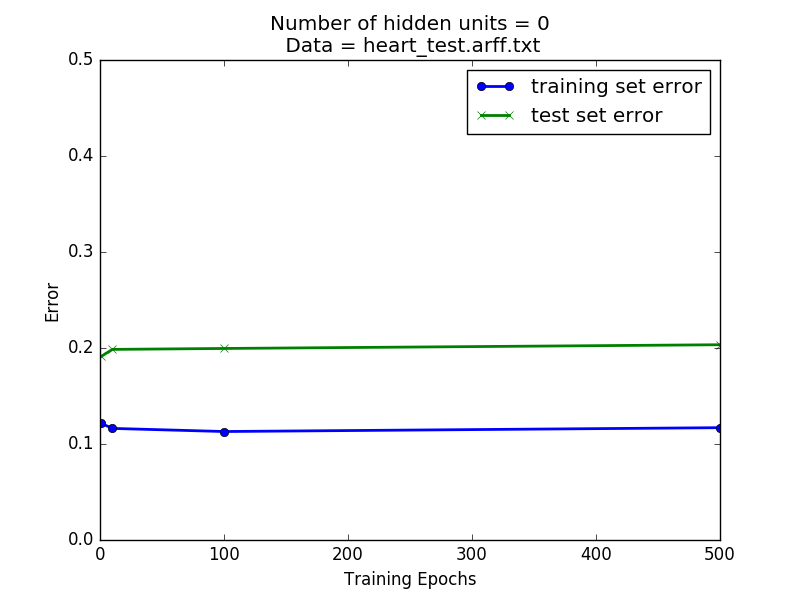 Number of hidden units = 0
Data = heart_test.arff.txt
0.5
training set error
test set error
0.4
0.3
Error
0.2
0.1
0.0
0 100 200 300 400 500
Training Epochs